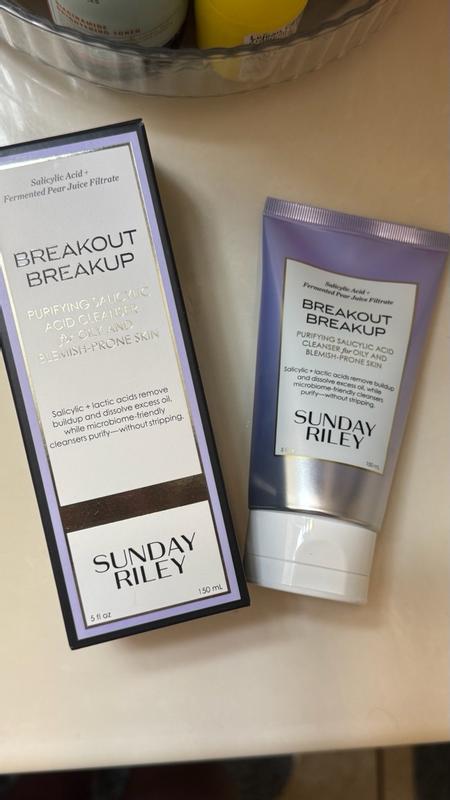 NIACINAMIDE
Salicylic Acid +
Fermented Pear Juice Filtrate
BREAKOUT
BREAKUP
PURIFYING SALICYLIC
ACID CLEANSER
for OILY AND
BLEMISH-PRONE SKIN
Salicylic + lactic acids remove
buildup and dissolve excess oil,
while microbiome-friendly
cleansers purify—without stripping.
SUNDAY
RILEY
5 fl oz
150 mL
Salicylic Acid +
Fermented Pear Juice Filtrate
BREAKOUT
BREAKUP
PURIFYING SALICYLIC ACID
CLEANSER for OILY AND
BLEMISH-PRONE SKIN
Salicylic + lactic acids remove buildup
and dissolve excess oil, while
microbiome-friendly cleansers
purify—without stripping.
SUNDAY
RILEY
150 mL